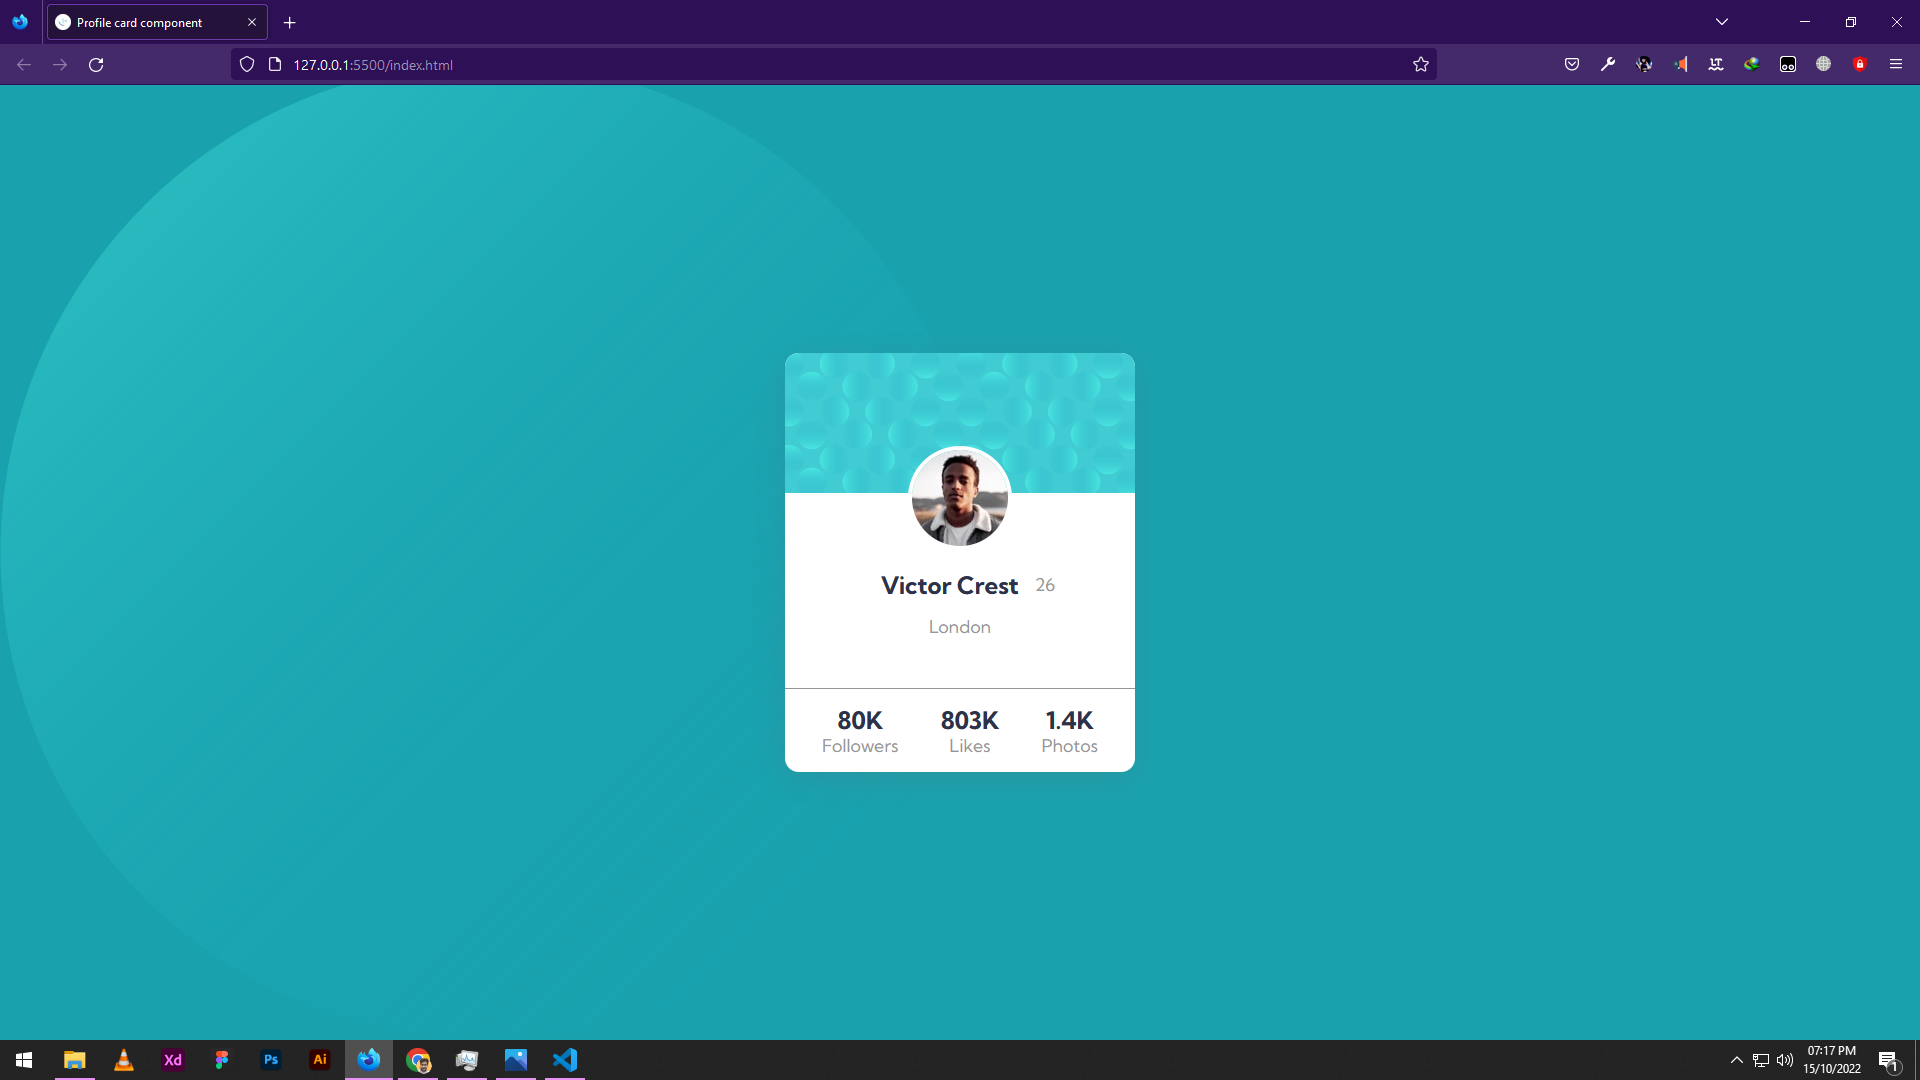 Profile card component
127.0.0.1:5500/index.html
Victor Crest 26
London
80K 803K 1.4K
Followers Likes Photos
Xd Ps Ai
07:17 PM
15/10/2022
1